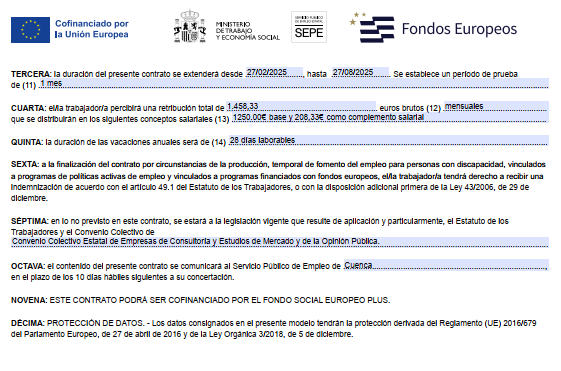 Cofinanciado por
la Unión Europea
MINISTERIO
DE TRABAJO
Y ECONOMÍA SOCIAL
SERVICIO PÚBLICO
DE EMPLEO ESTATAL
SEPE
Fondos Europeos
TERCERA: la duración del presente contrato se extenderá desde 27/02/2025, hasta 27/08/2025. Se establece un periodo de prueba
de (11) 1 mes
CUARTA: el/la trabajador/a percibirá una retribución total de 1.458,33 euros brutos (12) mensuales
que se distribuirán en los siguientes conceptos salariales (13) 1250.00€ base y 208,33€ como complemento salarial
QUINTA: la duración de las vacaciones anuales será de (14) 28 días laborables
SEXTA: a la finalización del contrato por circunstancias de la producción, temporal de fomento del empleo para personas con discapacidad, vinculados
a programas de políticas activas de empleo y vinculados a programas financiados con fondos europeos, el/la trabajador/a tendrá derecho a recibir una
indemnización de acuerdo con el artículo 49.1 del Estatuto de los Trabajadores, o con la disposición adicional primera de la Ley 43/2006, de 29 de
diciembre.
SÉPTIMA: en lo no previsto en este contrato, se estará a la legislación vigente que resulte de aplicación y particularmente, el Estatuto de los
Trabajadores y el Convenio Colectivo de
Convenio Colectivo Estatal de Empresas de Consultoría y Estudios de Mercado y de la Opinión Pública.
OCTAVA: el contenido del presente contrato se comunicará al Servicio Público de Empleo de Cuenca,
en el plazo de los 10 días hábiles siguientes a su concertación.
NOVENA: ESTE CONTRATO PODRÁ SER COFINANCIADO POR EL FONDO SOCIAL EUROPEO PLUS.
DÉCIMA: PROTECCIÓN DE DATOS. - Los datos consignados en el presente modelo tendrán la protección derivada del Reglamento (UE) 2016/679
del Parlamento Europeo, de 27 de abril de 2016 y de la Ley Orgánica 3/2018, de 5 de diciembre.